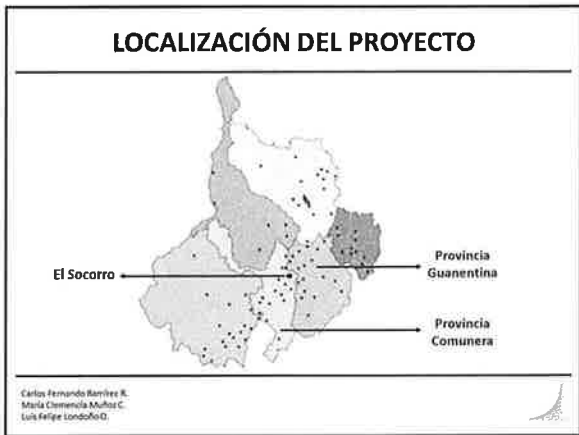 LOCALIZACIÓN DEL PROYECTO
El Socorro
Provincia
Guanentina
Provincia
Comunera
Carlos Fernando Ramírez R.
María Clemencia Muñoz C.
Luis Felipe Londoño O.